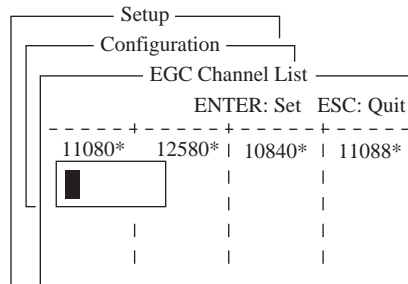 Setup
Configuration
EGC Channel List
ENTER: Set ESC: Quit
11080* 12580* 10840* 11088*